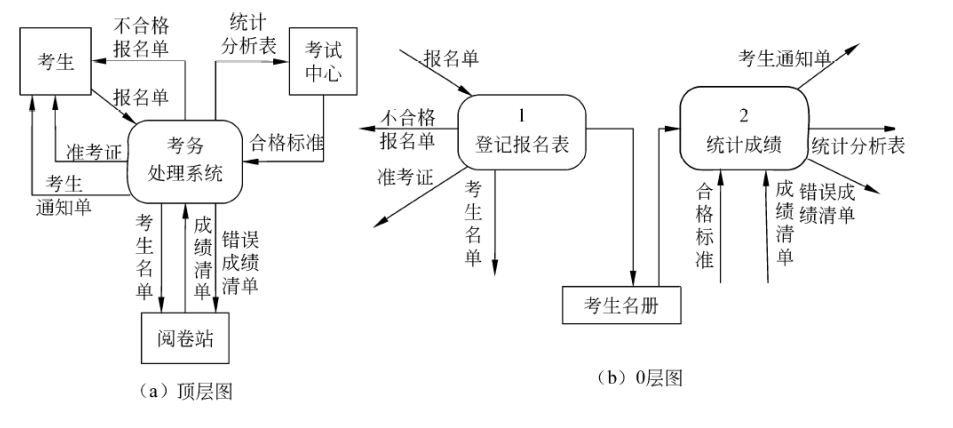 不合格
报名单
统计
分析表
考生
考试
中心
报名单
考务
处理系统
合格标准
准考证
考生
通知单
考生名单
成绩清单
错误
成绩
清单
阅卷站
（a）顶层图
报名单
考生通知单
不合格
报名单
1
登记报名表
2
统计成绩
统计分析表
准考证
考生名单
合格标准
成绩清单
错误成
绩清单
考生名册
（b）0层图